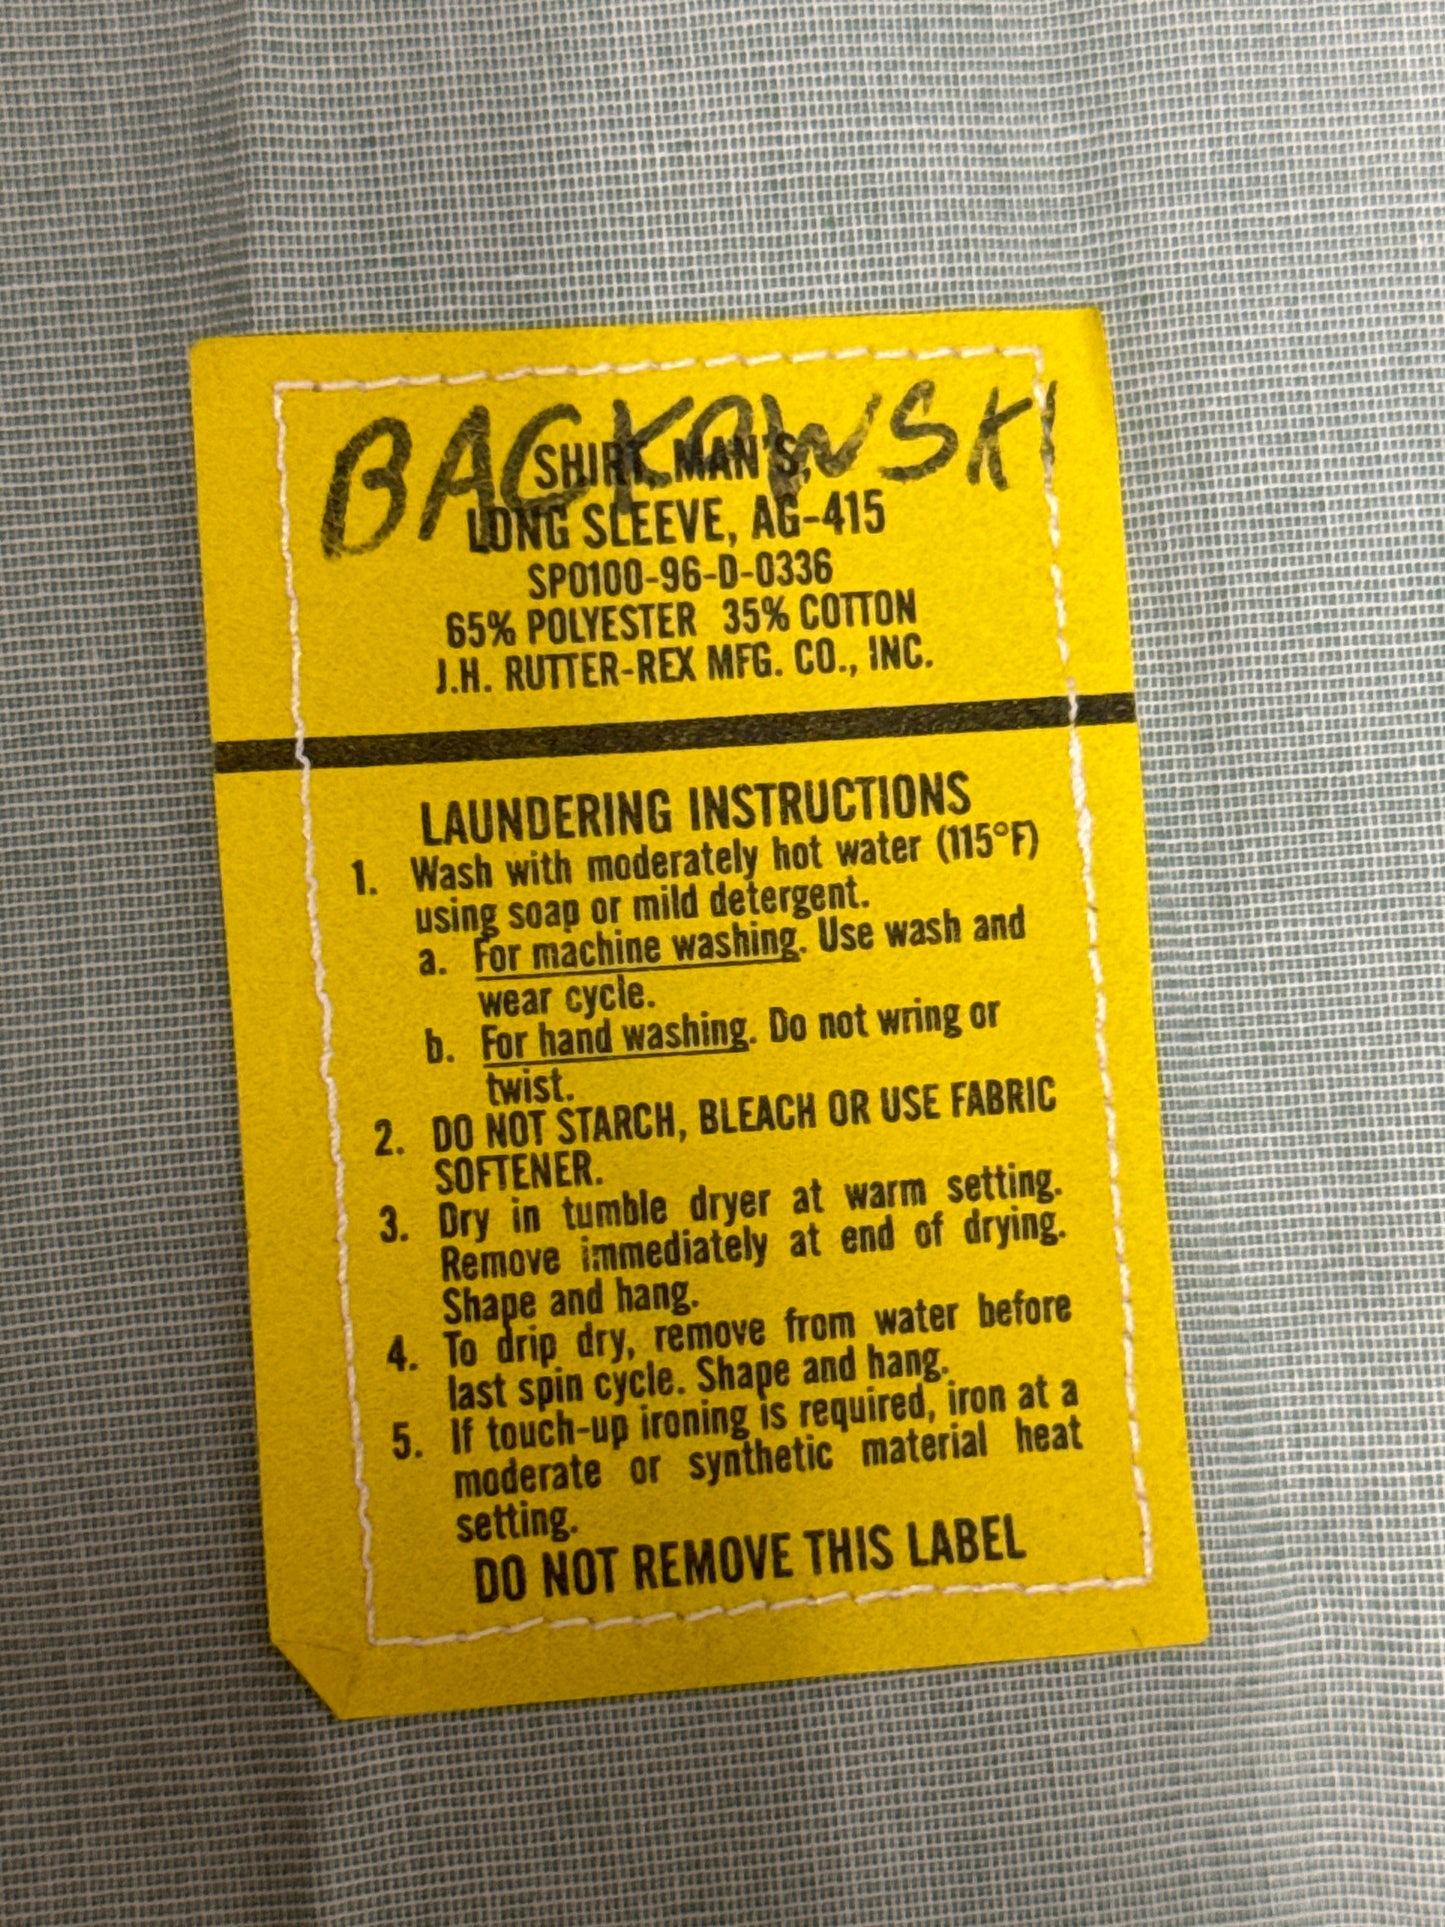 BACKOWSKI
SHIRT, MAN'S,
LONG SLEEVE, AG-415
SPO100-96-D-0336
65% POLYESTER 35% COTTON
J.H. RUTTER-REX MFG. CO., INC.
LAUNDERING INSTRUCTIONS
1. Wash with moderately hot water (115°F)
using soap or mild detergent.
a. For machine washing. Use wash and
wear cycle.
b. For hand washing. Do not wring or
twist.
2. DO NOT STARCH, BLEACH OR USE FABRIC
SOFTENER.
3. Dry in tumble dryer at warm setting.
Remove immediately at end of drying.
Shape and hang.
4. To drip dry, remove from water before
last spin cycle. Shape and hang.
5. If touch-up ironing is required, iron at a
moderate or synthetic material heat
setting.
DO NOT REMOVE THIS LABEL